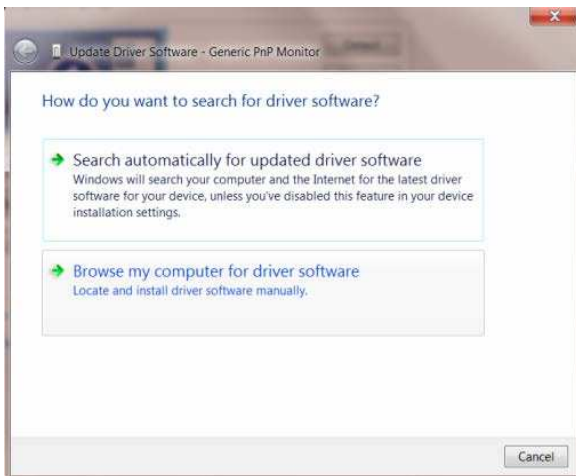 Update Driver Software - Generic PnP Monitor
How do you want to search for driver software?
Search automatically for updated driver software
Windows will search your computer and the Internet for the latest driver
software for your device, unless you've disabled this feature in your device
installation settings.
Browse my computer for driver software
Locate and install driver software manually.
Cancel